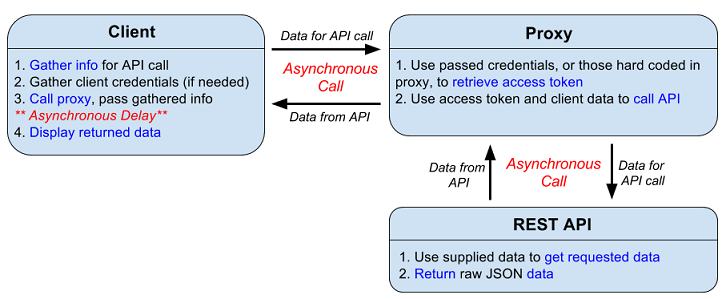 Client
1. Gather info for API call
2. Gather client credentials (if needed)
3. Call proxy, pass gathered info
** Asynchronous Delay**
4. Display returned data
Data for API call
Asynchronous
Call
Data from API
Proxy
1. Use passed credentials, or those hard coded in
proxy, to retrieve access token
2. Use access token and client data to call API
Data from
API
Asynchronous
Call
Data for
API call
REST API
1. Use supplied data to get requested data
2. Return raw JSON data